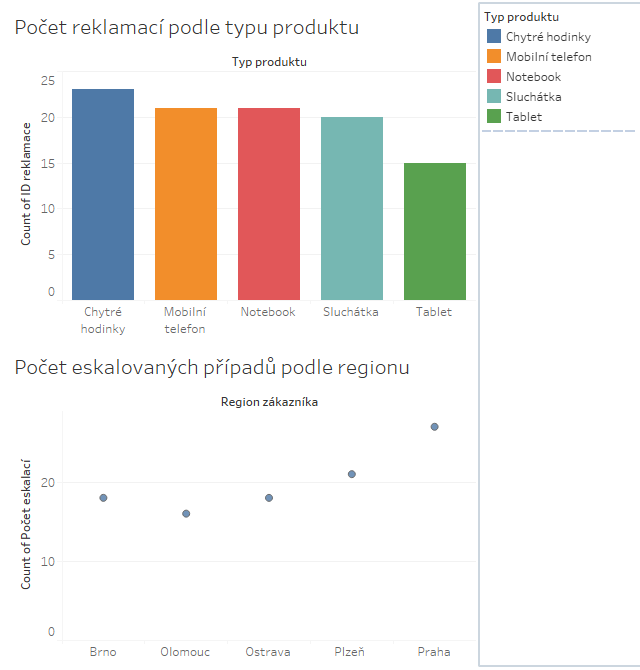 Počet reklamací podle typu produktu
Typ produktu
Count of ID reklamace
25
20
15
10
5
0
Chytré
hodinky
Mobilní
telefon
Notebook
Sluchátka
Tablet
Počet eskalovaných případů podle regionu
Region zákazníka
Count of Počet eskalací
20
10
0
Brno
Olomouc
Ostrava
Plzeň
Praha
Typ produktu
Chytré hodinky
Mobilní telefon
Notebook
Sluchátka
Tablet